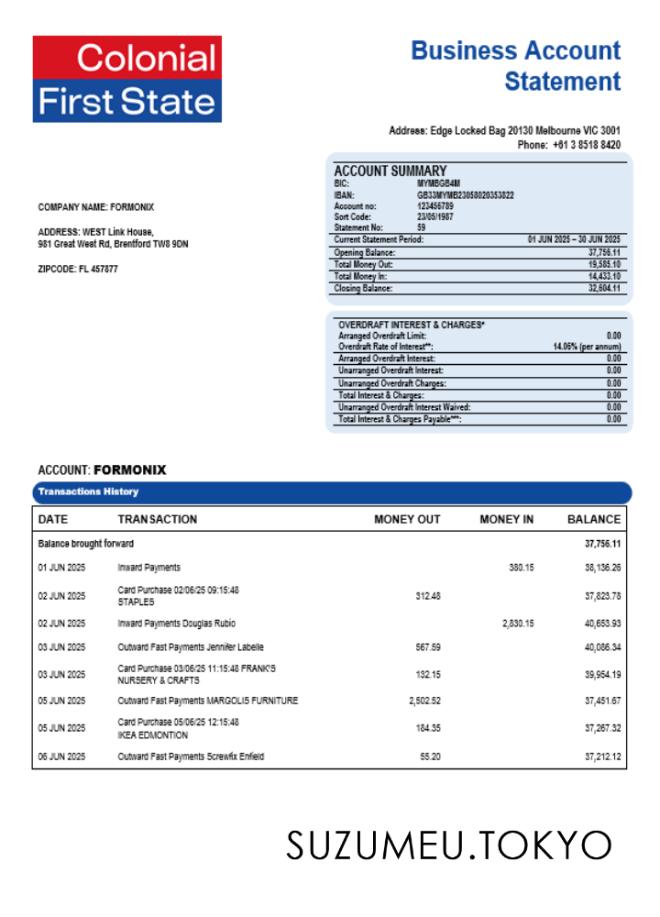 Colonial
First State
Business Account
Statement
Address: Edge Locked Bag 20130 Melbourne VIC 3001
Phone: +61 3 8518 8420
COMPANY NAME: FORMONIX
ADDRESS: WEST Link House,
981 Great West Rd, Brentford TW8 9DN
ZIPCODE: FL 457877
ACCOUNT SUMMARY
BIC: MYMBGB4M
IBAN: GB33MYMB23058020353022
Account no: 123456789
Sort Code: 23/05/1987
Statement No: 59
Current Statement Period: 01 JUN 2025 – 30 JUN 2025
Opening Balance: 37,756.11
Total Money Out: 19,585.10
Total Money In: 14,433.10
Closing Balance: 32,604.11
OVERDRAFT INTEREST & CHARGES*
Arranged Overdraft Limit: 0.00
Overdraft Rate of Interest**: 14.06% (per annum)
Arranged Overdraft Interest: 0.00
Unarranged Overdraft Interest: 0.00
Unarranged Overdraft Charges: 0.00
Total Interest & Charges: 0.00
Unarranged Overdraft Interest Waived: 0.00
Total Interest & Charges Payable***: 0.00
ACCOUNT: FORMONIX
Transactions History
DATE TRANSACTION MONEY OUT MONEY IN BALANCE
Balance brought forward 37,756.11
01 JUN 2025 Inward Payments 380.15 38,136.26
02 JUN 2025 Card Purchase 02/06/25 09:15:48 312.48 37,823.78
STAPLES
02 JUN 2025 Inward Payments Douglas Rubio 2,830.15 40,653.93
03 JUN 2025 Outward Fast Payments Jennifer Labelle 567.59 40,086.34
03 JUN 2025 Card Purchase 03/06/25 11:15:48 FRANK'S 132.15 39,954.19
NURSERY & CRAFTS
05 JUN 2025 Outward Fast Payments MARGOLIS FURNITURE 2,502.52 37,451.67
05 JUN 2025 Card Purchase 05/06/25 12:15:48 184.35 37,267.32
IKEA EDMONTION
06 JUN 2025 Outward Fast Payments Screwfix Enfield 55.20 37,212.12
SUZUMEU.TOKYO